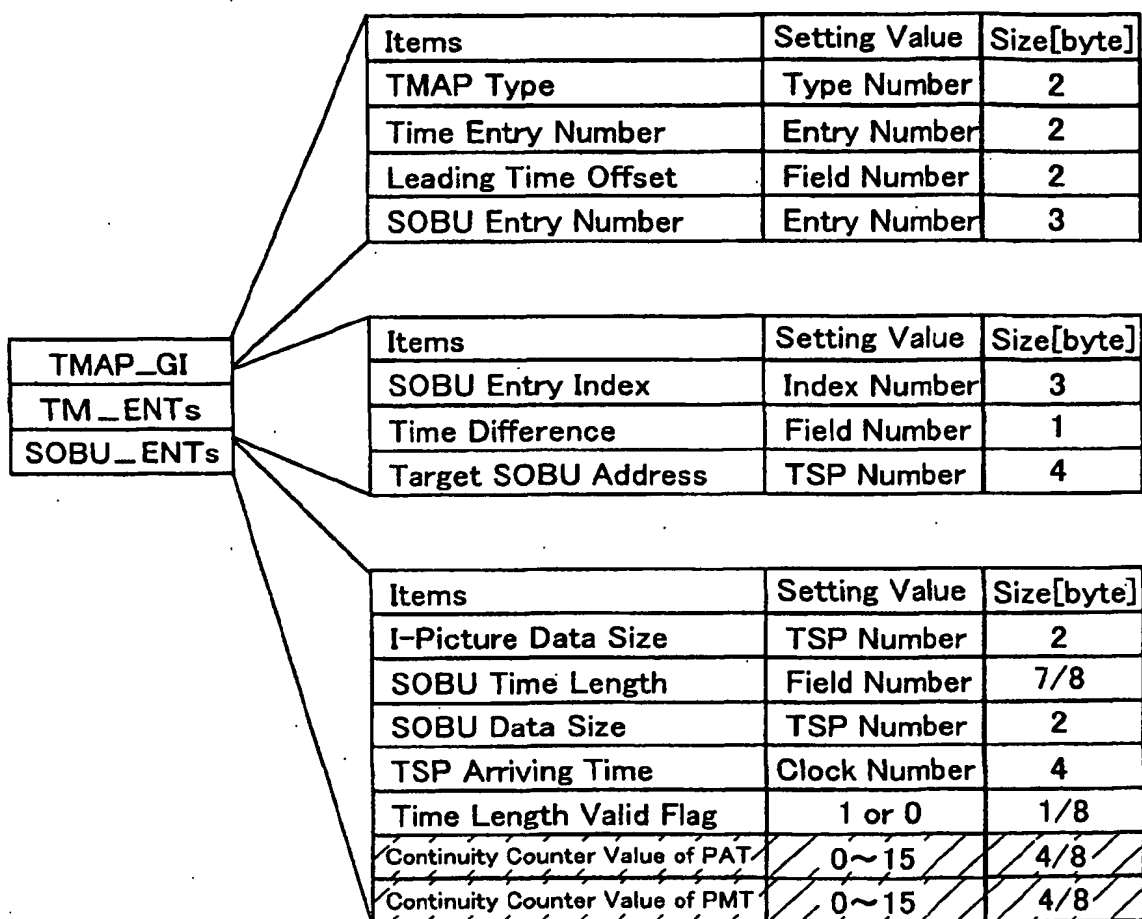 Items Setting Value Size[byte]
TMAP Type Type Number 2
Time Entry Number Entry Number 2
Leading Time Offset Field Number 2
SOBU Entry Number Entry Number 3
TMAP_GI
TM_ENTs
SOBU_ENTs
Items Setting Value Size[byte]
SOBU Entry Index Index Number 3
Time Difference Field Number 1
Target SOBU Address TSP Number 4
Items Setting Value Size[byte]
I-Picture Data Size TSP Number 2
SOBU Time Length Field Number 7/8
SOBU Data Size TSP Number 2
TSP Arriving Time Clock Number 4
Time Length Valid Flag 1 or 0 1/8
Continuity Counter Value of PAT 0~15 4/8
Continuity Counter Value of PMT 0~15 4/8